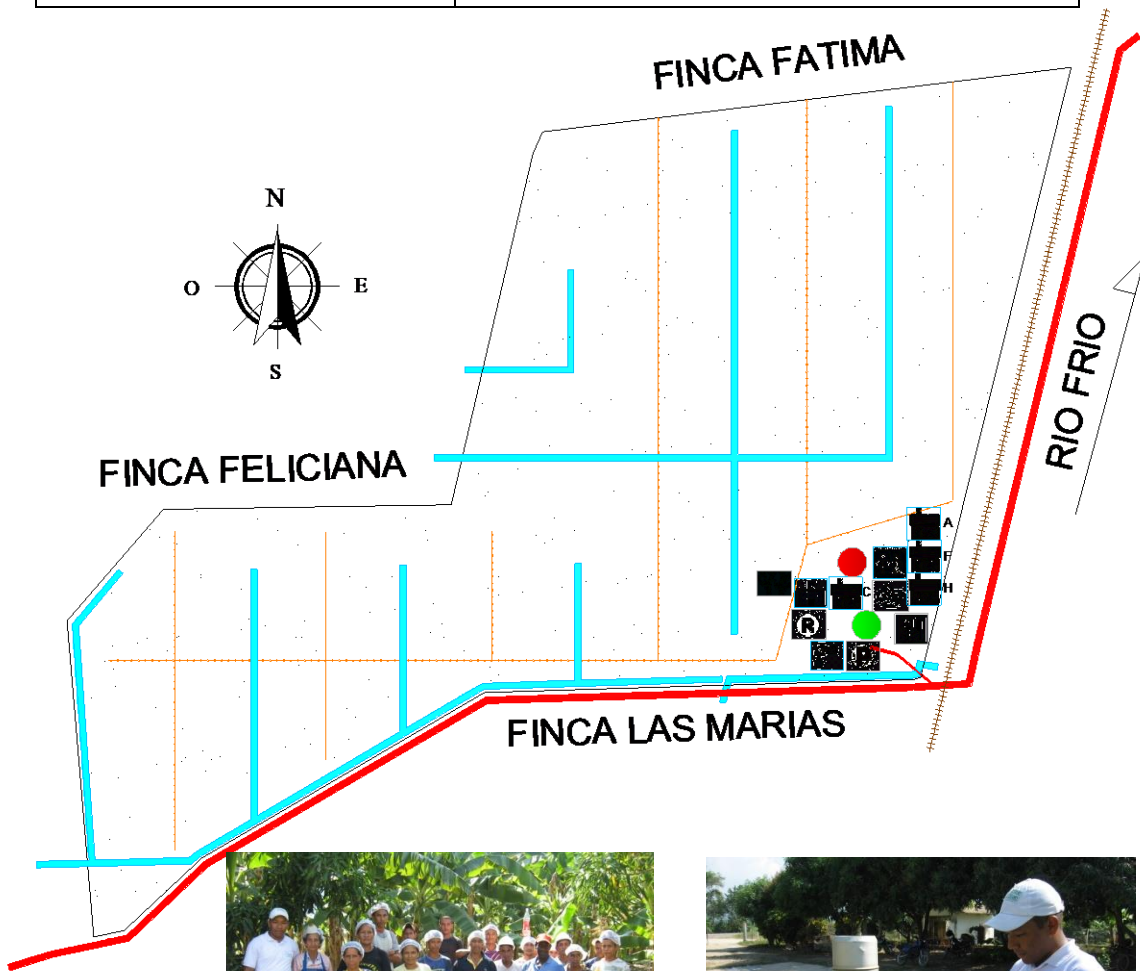 FINCA FATIMA
N
O
E
S
RIO FRIO
FINCA FELICIANA
A
F
C
H
R
FINCA LAS MARIAS